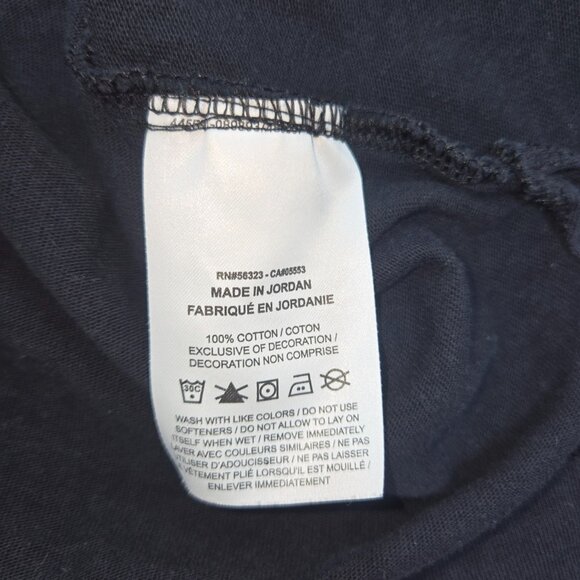 RN#56323 - CA#05553
MADE IN JORDAN
FABRIQUÉ EN JORDANIE
100% COTTON / COTON
EXCLUSIVE OF DECORATION /
DECORATION NON COMPRISE
30C
WASH WITH LIKE COLORS / DO NOT USE
SOFTENERS / DO NOT ALLOW TO LAY ON
ITSELF WHEN WET / REMOVE IMMEDIATELY
LAVER AVEC COULEURS SIMILAIRES / NE PAS
UTILISER D'ADOUCISSEUR / NE PAS LAISSER
VÊTEMENT PLIÉ LORSQU'IL EST MOUILLÉ /
ENLEVER IMMEDIATEMENT